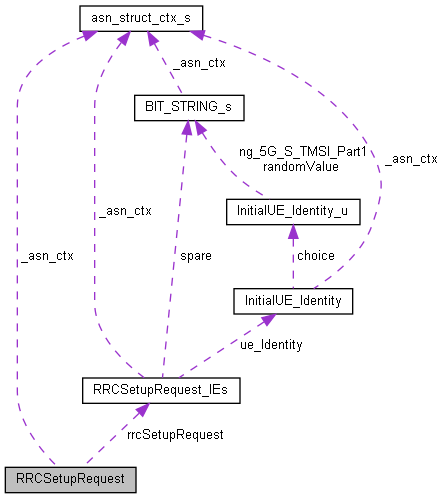 asn_struct_ctx_s
_asn_ctx
BIT_STRING_s
ng_5G_S_TMSI_Part1
randomValue
_asn_ctx
_asn_ctx
InitialUE_Identity_u
_asn_ctx
spare
choice
InitialUE_Identity
ue_Identity
RRCSetupRequest_IEs
rrcSetupRequest
RRCSetupRequest